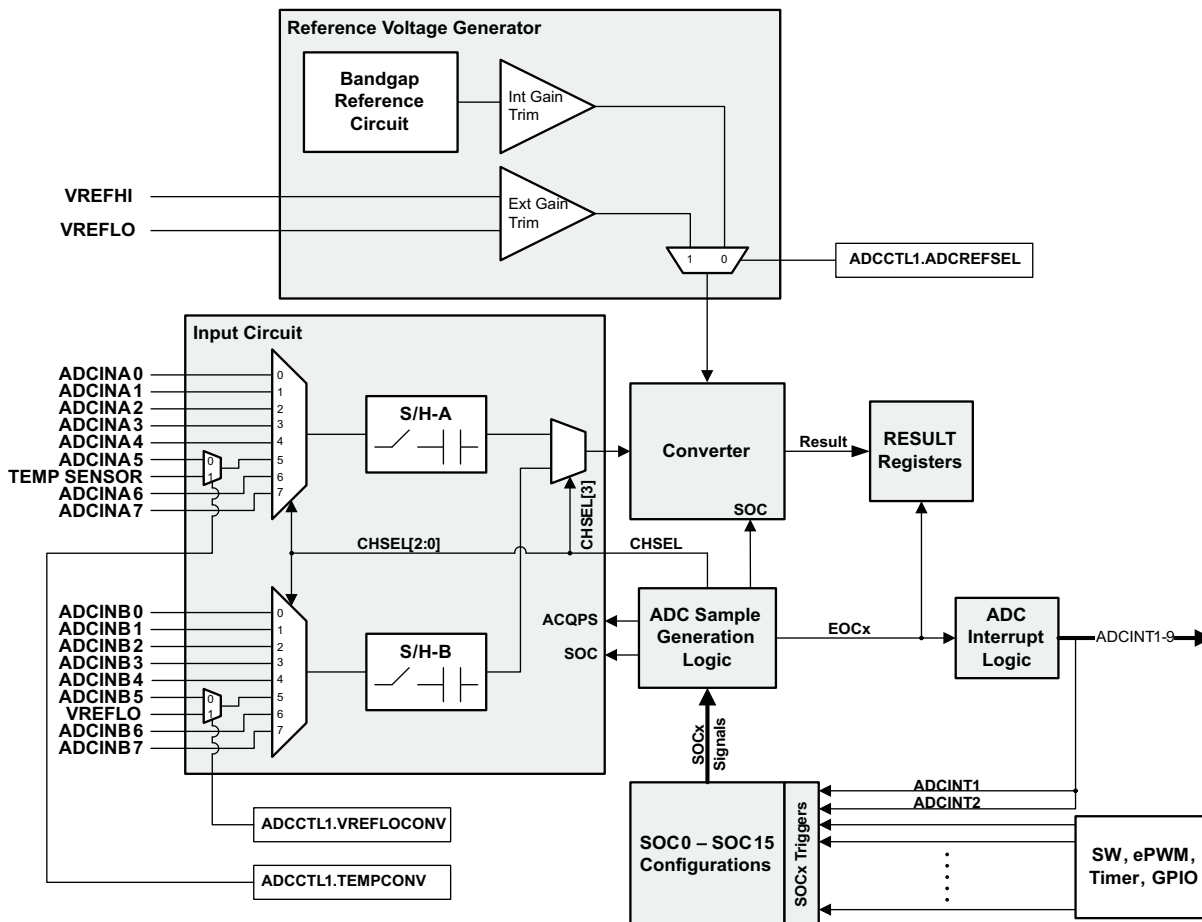 Reference Voltage Generator
Bandgap
Reference
Circuit
Int Gain
Trim
VREFHI
VREFLO
Ext Gain
Trim
1 0
ADCCTL1.ADCREFSEL
Input Circuit
ADCINA0
ADCINA1
ADCINA2
ADCINA3
ADCINA4
ADCINA5
TEMP SENSOR
ADCINA6
ADCINA7
0
1
0
1
2
3
4
5
6
7
S/H-A
Converter
SOC
Result
RESULT
Registers
CHSEL[3]
CHSEL[2:0]
CHSEL
ADCINB0
ADCINB1
ADCINB2
ADCINB3
ADCINB4
ADCINB5
VREFLO
ADCINB6
ADCINB7
0
1
0
1
2
3
4
5
6
7
S/H-B
ACQPS
SOC
ADC Sample
Generation
Logic
EOCx
ADC
Interrupt
Logic
ADCINT1-9
SOCx
Signals
ADCCTL1.VREFLOCONV
ADCCTL1.TEMPCONV
SOC0 – SOC15
Configurations
SOCx Triggers
ADCINT1
ADCINT2
SW, ePWM,
Timer, GPIO